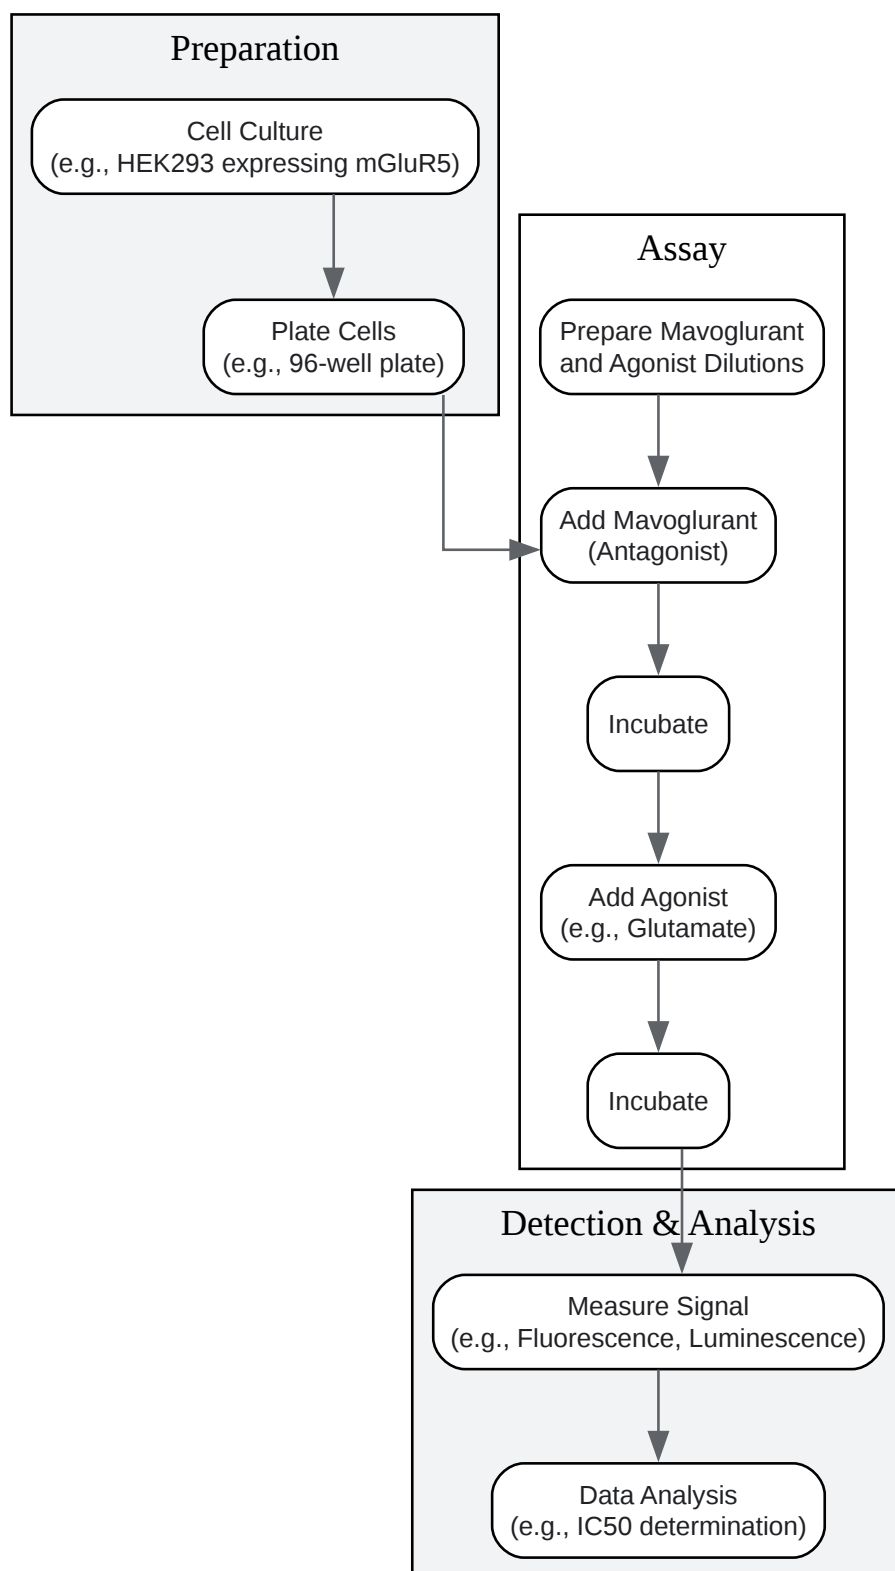 Preparation
Cell Culture
(e.g., HEK293 expressing mGluR5)
Plate Cells
(e.g., 96-well plate)
Assay
Prepare Mavoglurant
and Agonist Dilutions
Add Mavoglurant
(Antagonist)
Incubate
Add Agonist
(e.g., Glutamate)
Incubate
Detection & Analysis
Measure Signal
(e.g., Fluorescence, Luminescence)
Data Analysis
(e.g., IC50 determination)